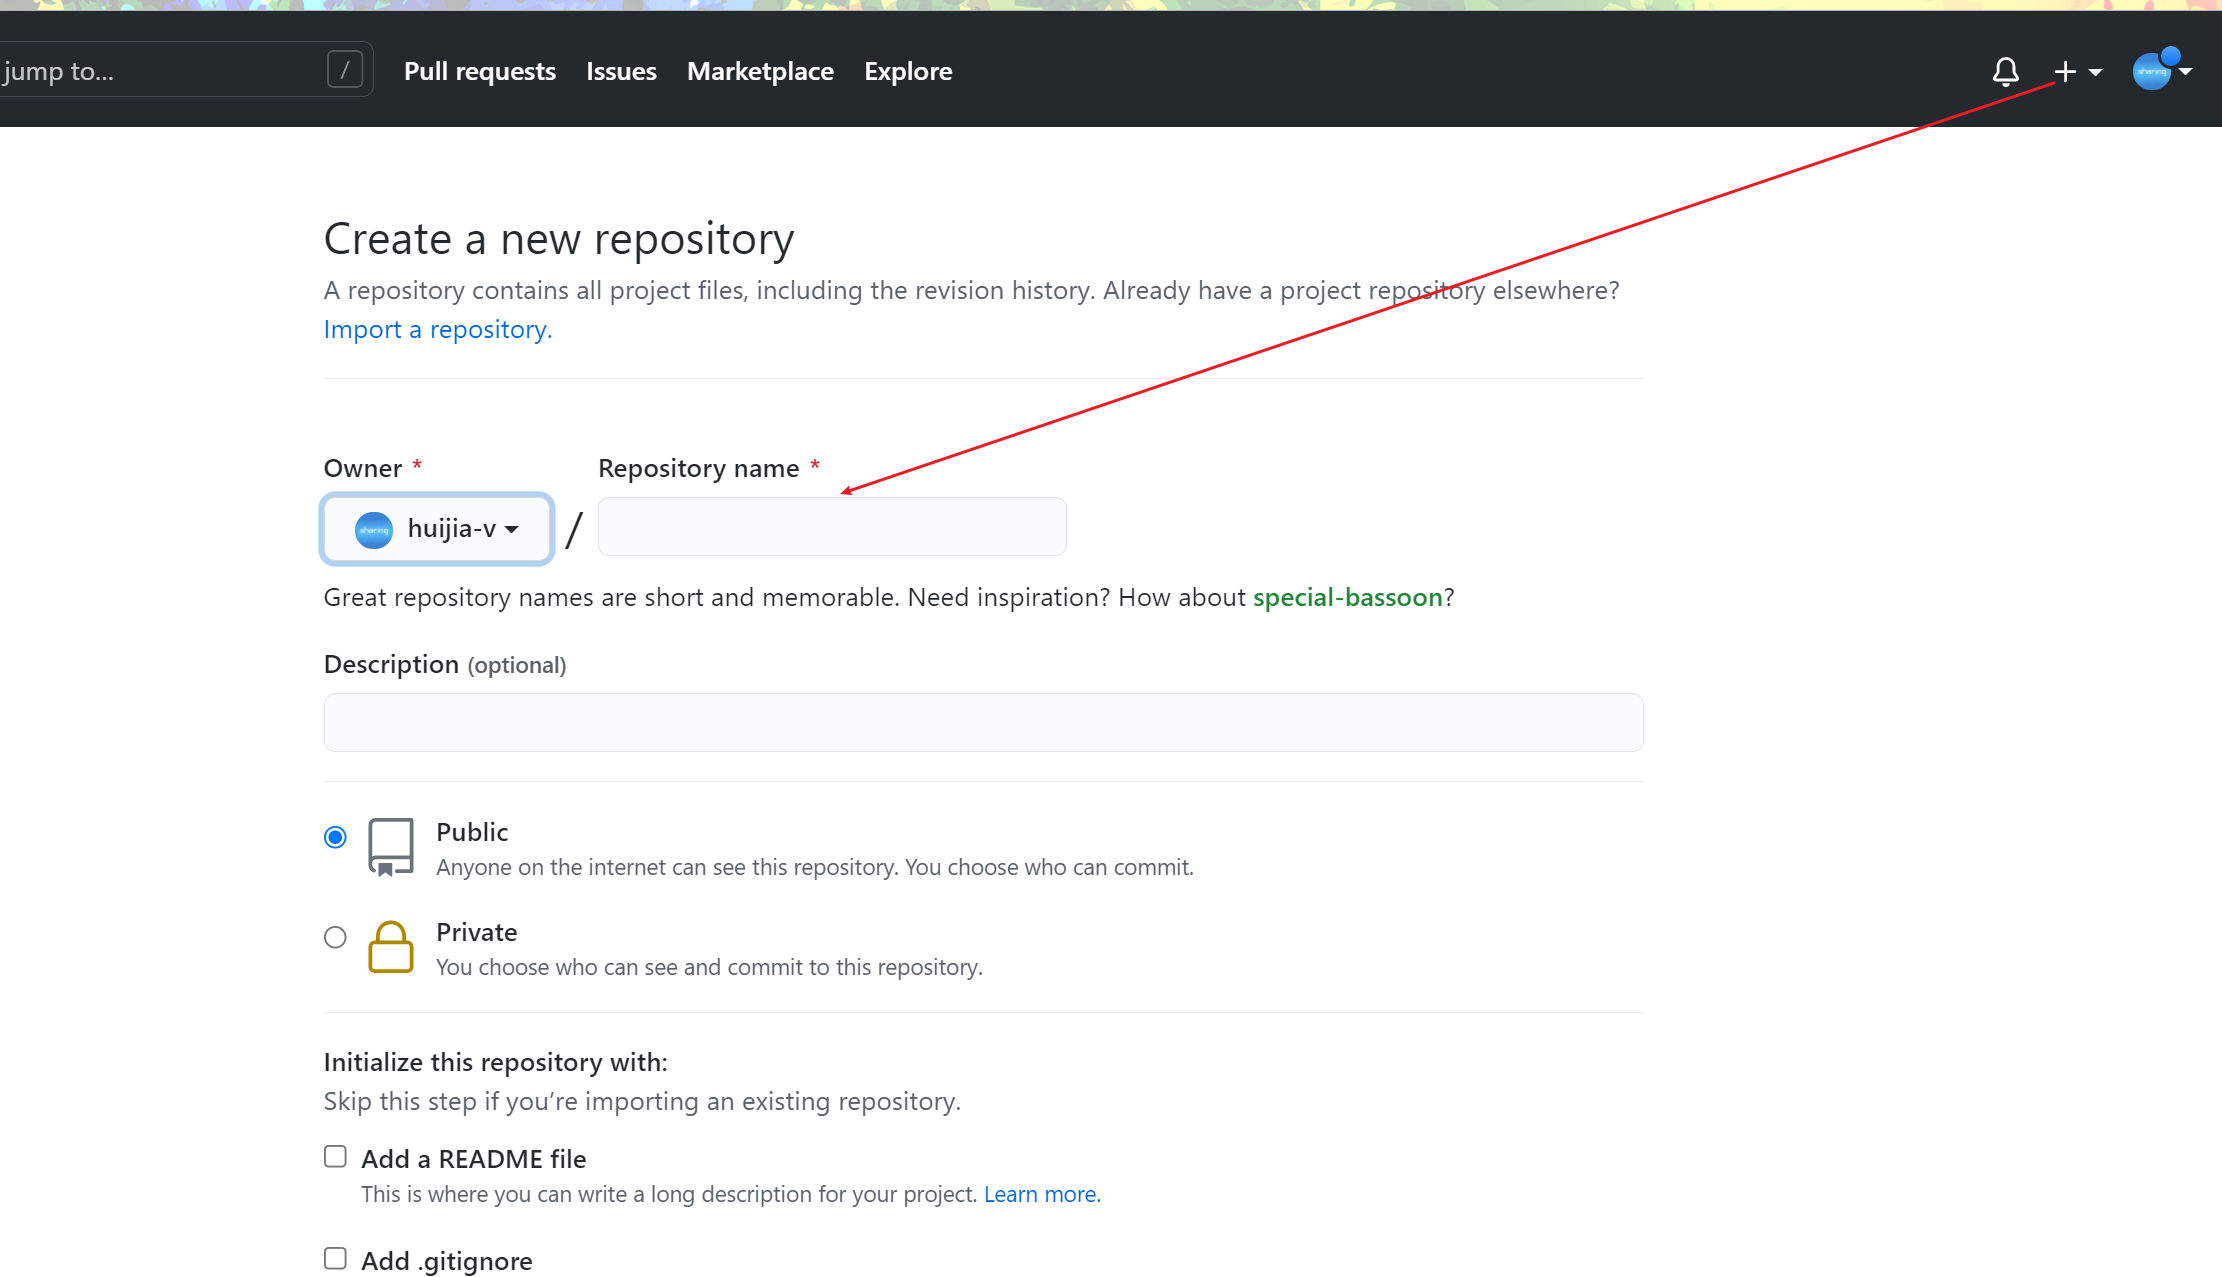 jump to... /
Pull requests Issues Marketplace Explore
sharing
Create a new repository
A repository contains all project files, including the revision history. Already have a project repository elsewhere?
Import a repository.
Owner * Repository name *
sharing huijia-v /
Great repository names are short and memorable. Need inspiration? How about special-bassoon?
Description (optional)
Public
Anyone on the internet can see this repository. You choose who can commit.
Private
You choose who can see and commit to this repository.
Initialize this repository with:
Skip this step if you’re importing an existing repository.
Add a README file
This is where you can write a long description for your project. Learn more.
Add .gitignore